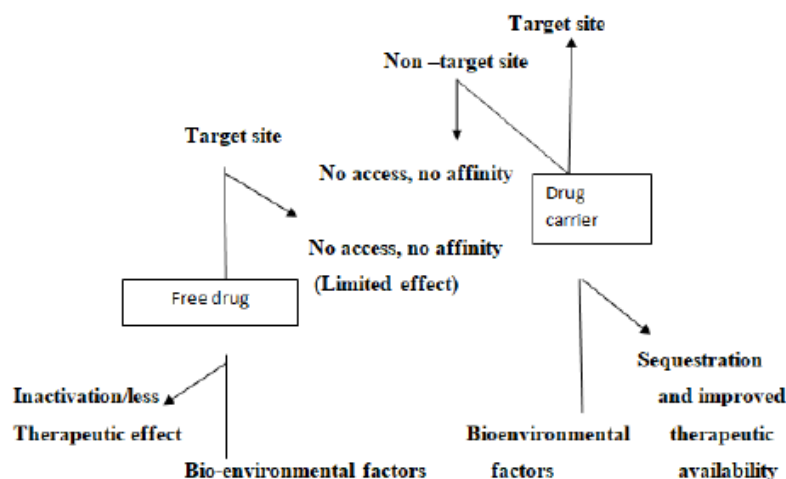 Target site
Non –target site
Target site
No access, no affinity
Drug
carrier
No access, no affinity
(Limited effect)
Free drug
Sequestration
and improved
therapeutic
availability
Inactivation/less
Therapeutic effect
Bioenvironmental
factors
Bio-environmental factors